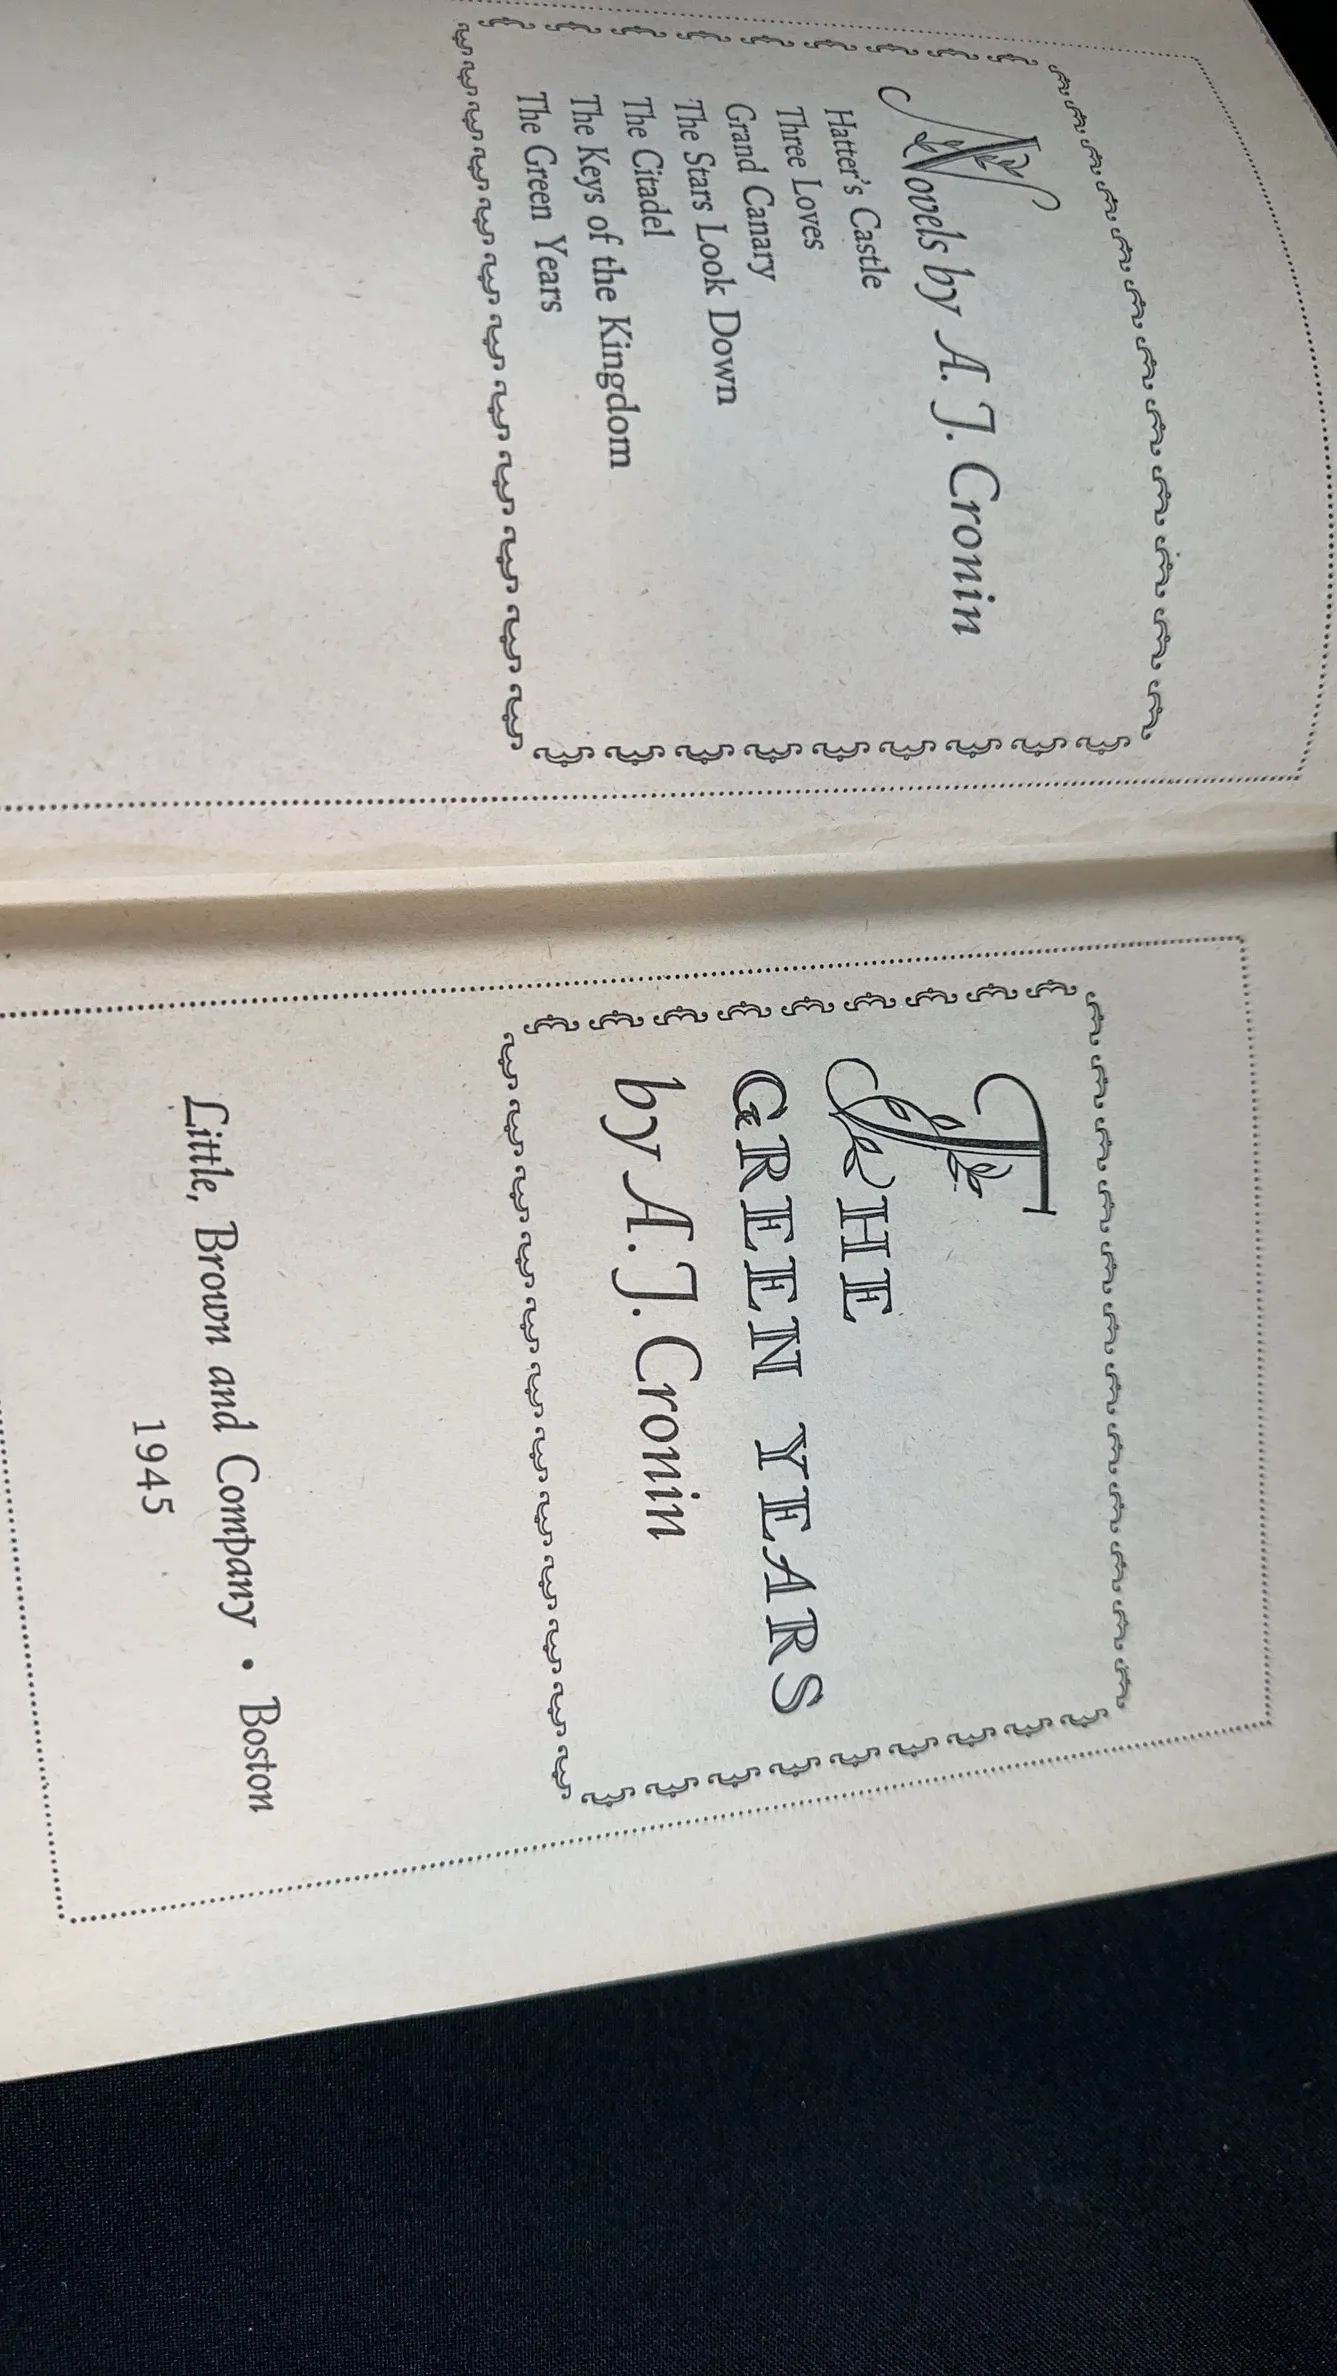 Novels by A. J. Cronin
Hatter's Castle
Three Loves
Grand Canary
The Stars Look Down
The Citadel
The Keys of the Kingdom
The Green Years
THE
GREEN YEARS
by A. J. Cronin
Little, Brown and Company • Boston
1945